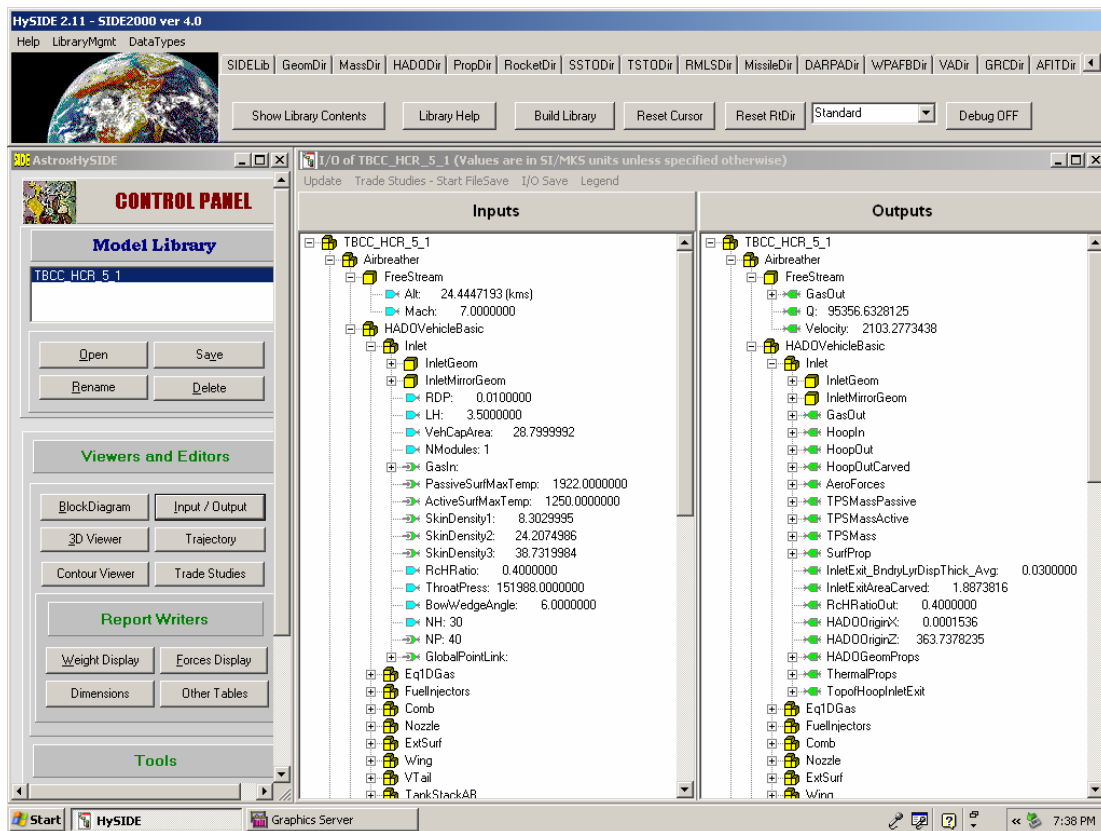 HySIDE 2.11 - SIDE2000 ver 4.0
Help LibraryMgmt DataTypes
SIDELib GeomDir MassDir HADODir PropDir RocketDir SSTODir TSTODir RMLSDir MissileDir DARPADir WPAFBDir VADir GRCDir AFITDir
Show Library Contents Library Help Build Library Reset Cursor Reset RtDir Standard Debug OFF
AstroxHySIDE
CONTROL PANEL
Model Library
TBCC_HCR_5_1
Open Save
Rename Delete
Viewers and Editors
BlockDiagram Input / Output
3D Viewer Trajectory
Contour Viewer Trade Studies
Report Writers
Weight Display Forces Display
Dimensions Other Tables
Tools
I/O of TBCC_HCR_5_1 (Values are in SI/MKS units unless specified otherwise)
Update Trade Studies - Start FileSave I/O Save Legend
Inputs
TBCC_HCR_5_1
Airbreather
FreeStream
Alt: 24.4447193 (kms)
Mach: 7.0000000
HADOVehicleBasic
Inlet
InletGeom
InletMirrorGeom
RDP: 0.0100000
LH: 3.5000000
VehCapArea: 28.7999992
NModules: 1
GasIn:
PassiveSurfMaxTemp: 1922.0000000
ActiveSurfMaxTemp: 1250.0000000
SkinDensity1: 8.3029995
SkinDensity2: 24.2074986
SkinDensity3: 38.7319984
RcHRatio: 0.4000000
ThroatPress: 151988.0000000
BowWedgeAngle: 6.0000000
NH: 30
NP: 40
GlobalPointLink:
Eq1DGas
FuelInjectors
Comb
Nozzle
ExtSurf
Wing
VTail
TankStackAB
Outputs
TBCC_HCR_5_1
Airbreather
FreeStream
GasOut
Q: 95356.6328125
Velocity: 2103.2773438
HADOVehicleBasic
Inlet
InletGeom
InletMirrorGeom
GasOut
HoopIn
HoopOut
HoopOutCarved
AeroForces
TPSMassPassive
TPSMassActive
TPSMass
SurfProp
InletExit_BndryLyrDispThick_Avg: 0.0300000
InletExitAreaCarved: 1.8873816
RcHRatioOut: 0.4000000
HADOOriginX: 0.0001536
HADOOriginZ: 363.7378235
HADOGeomProps
ThermalProps
TopofHoopInletExit
Eq1DGas
FuelInjectors
Comb
Nozzle
ExtSurf
Wing
Start HySIDE Graphics Server 7:38 PM